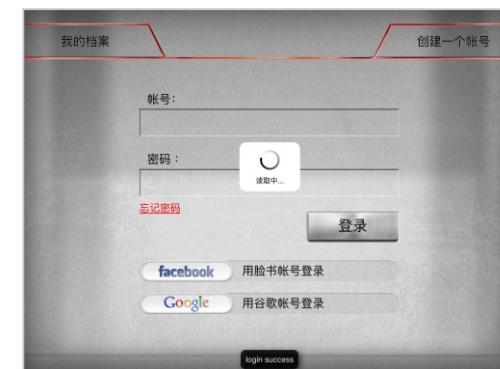 我的档案
创建一个帐号
帐号：
密码：
读取中...
忘记密码
登录
facebook 用脸书帐号登录
Google 用谷歌帐号登录
login success